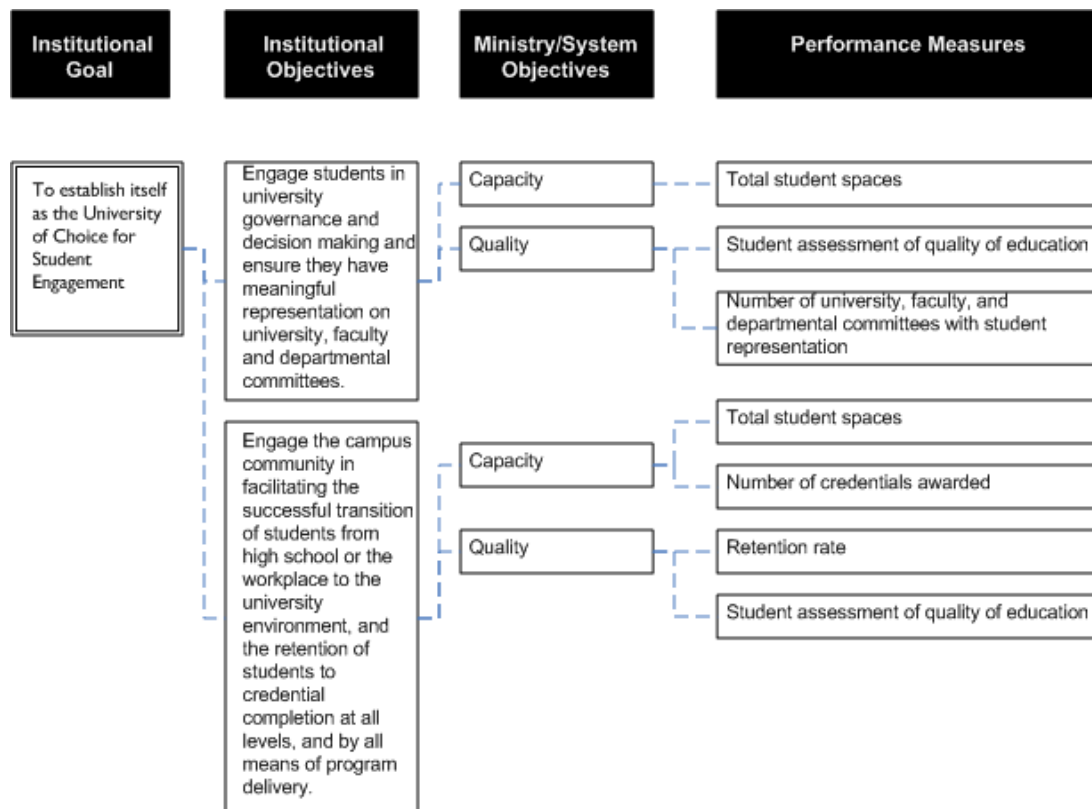 Institutional
Goal
Institutional
Objectives
Ministry/System
Objectives
Performance Measures
To establish itself
as the University
of Choice for
Student
Engagement
Engage students in
university
governance and
decision making and
ensure they have
meaningful
representation on
university, faculty
and departmental
committees.
Capacity
Total student spaces
Quality
Student assessment of quality of education
Number of university, faculty, and
departmental committees with student
representation
Engage the campus
community in
facilitating the
successful transition
of students from
high school or the
workplace to the
university
environment, and
the retention of
students to
credential
completion at all
levels, and by all
means of program
delivery.
Capacity
Total student spaces
Number of credentials awarded
Quality
Retention rate
Student assessment of quality of education